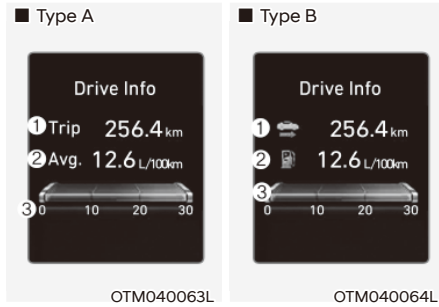 ■ Type A
Drive Info
① Trip 256.4 km
② Avg. 12.6 L/100km
③
0 10 20 30
OTM040063L
■ Type B
Drive Info
① 256.4 km
② 12.6 L/100km
③
0 10 20 30
OTM040064L